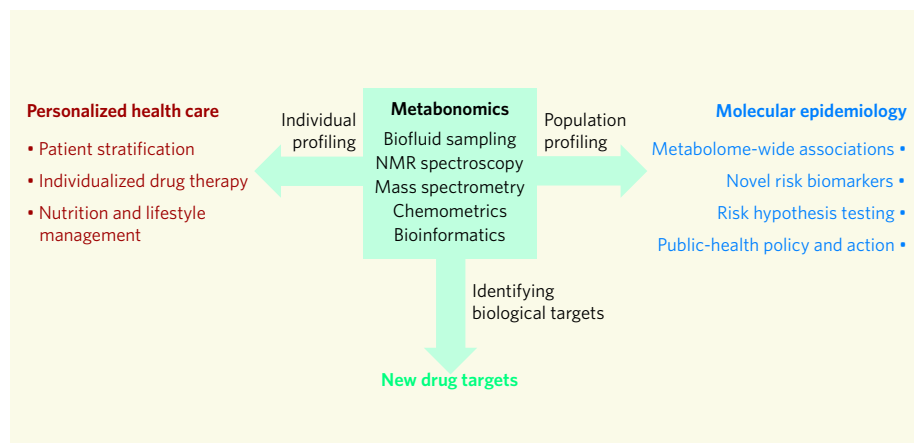 Personalized health care
• Patient stratification
• Individualized drug therapy
• Nutrition and lifestyle
management
Individual
profiling
Metabonomics
Biofluid sampling
NMR spectroscopy
Mass spectrometry
Chemometrics
Bioinformatics
Population
profiling
Molecular epidemiology
Metabolome-wide associations •
Novel risk biomarkers •
Risk hypothesis testing •
Public-health policy and action •
Identifying
biological targets
New drug targets